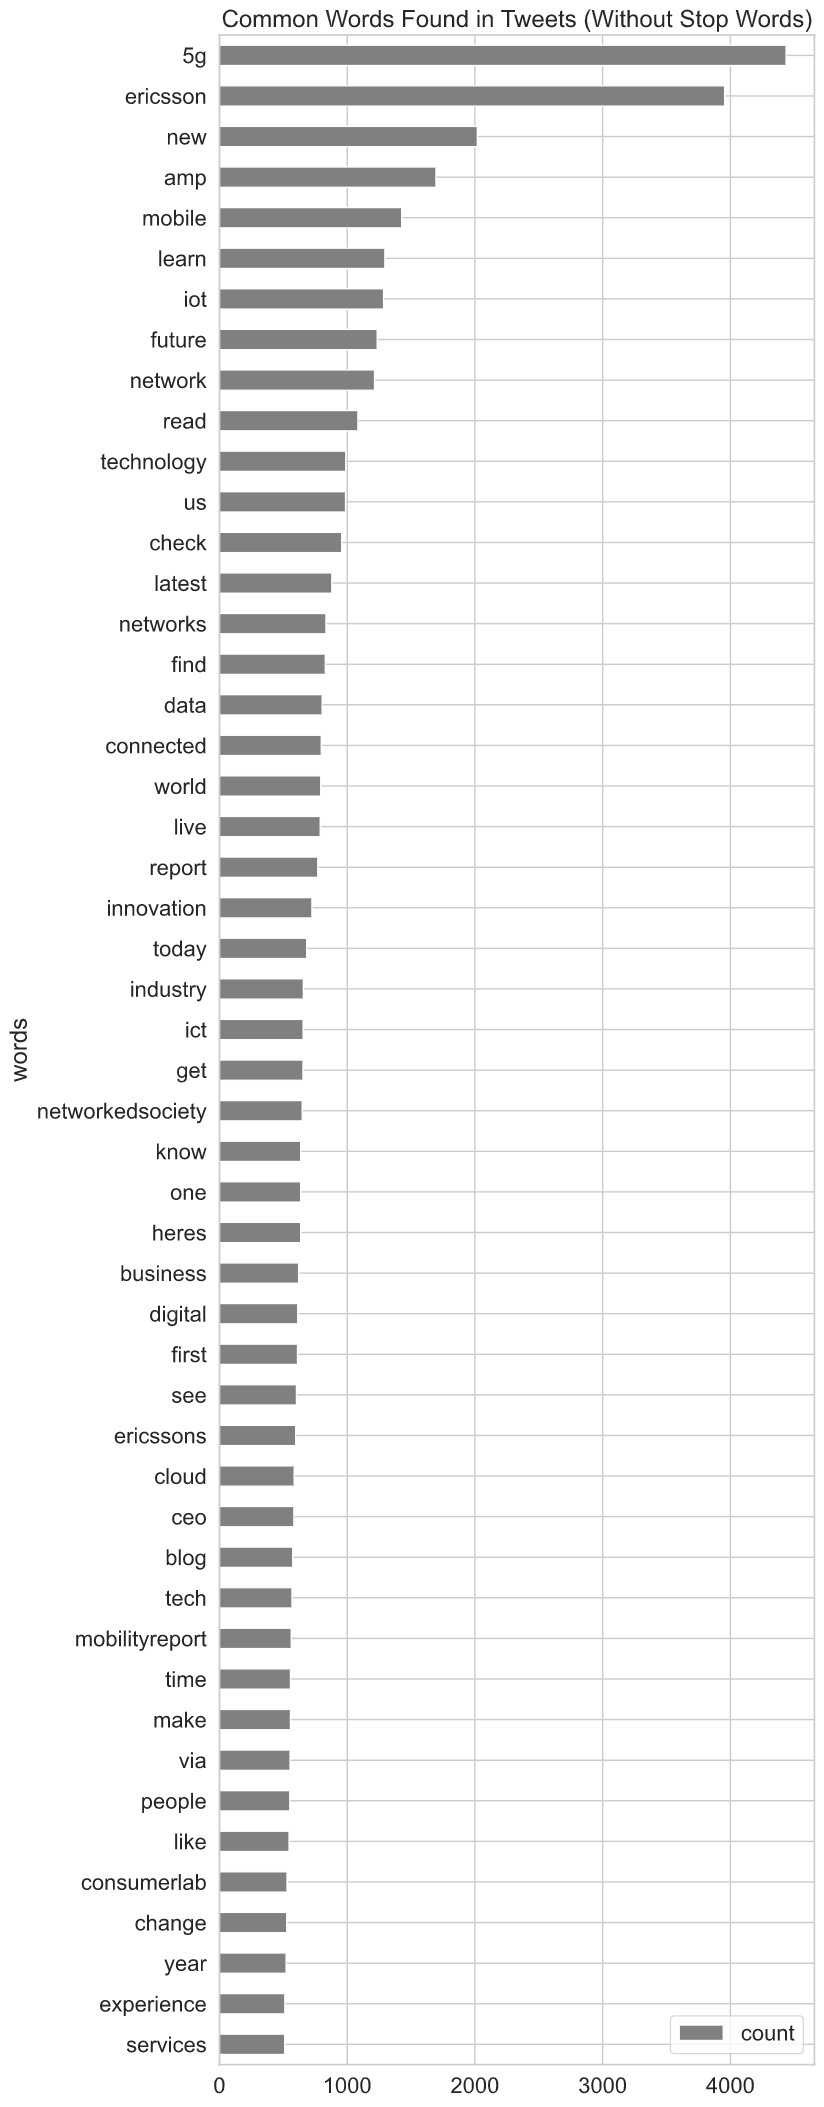 Common Words Found in Tweets (Without Stop Words)
5g
ericsson
new
amp
mobile
learn
iot
future
network
read
technology
us
check
latest
networks
find
data
connected
world
live
report
innovation
today
industry
ict
get
networkedsociety
know
one
heres
business
digital
first
see
ericssons
cloud
ceo
blog
tech
mobilityreport
time
make
via
people
like
consumerlab
change
year
experience
services
words
count
0 1000 2000 3000 4000